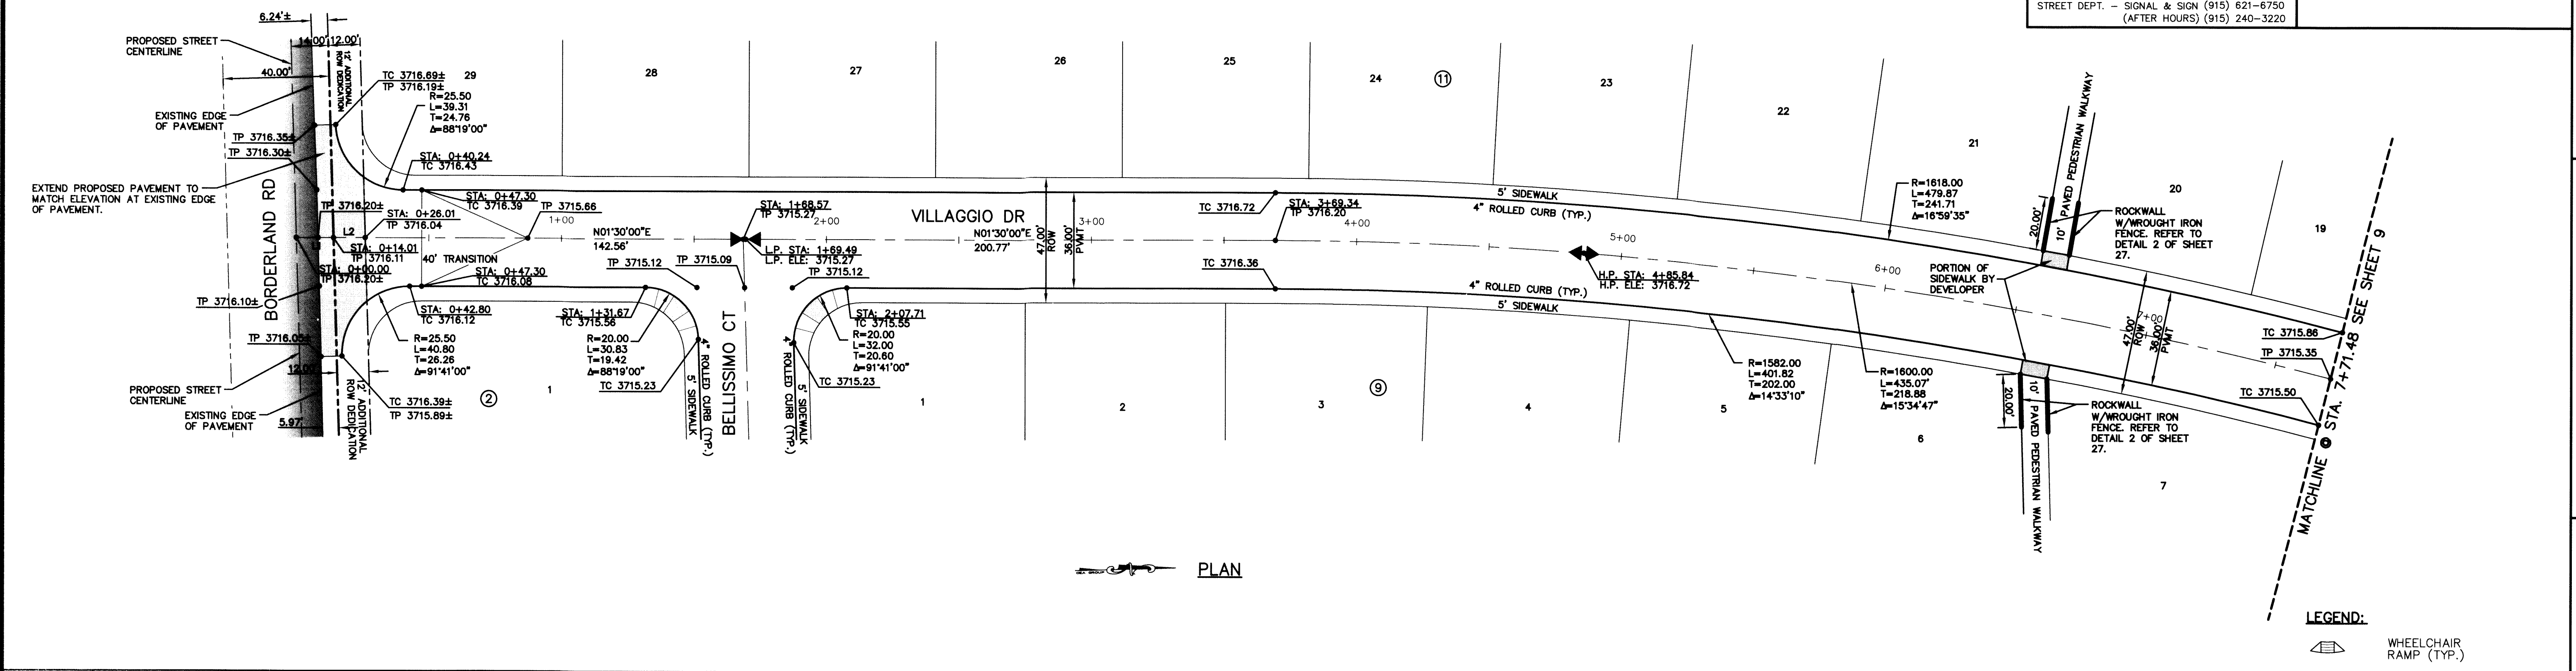 STREET DEPT. – SIGNAL & SIGN (915) 621–6750
(AFTER HOURS) (915) 240–3220
6.24'±
PROPOSED STREET
CENTERLINE
14.00'
12.00'
12' ADDITIONAL
ROW DEDICATION
40.00'
EXISTING EDGE
OF PAVEMENT
TC 3716.69±
TP 3716.19±
R=25.50
L=39.31
T=24.76
Δ=88°19'00"
TP 3716.35±
TP 3716.30±
STA: 0+40.24
TC 3716.43
EXTEND PROPOSED PAVEMENT TO
MATCH ELEVATION AT EXISTING EDGE
OF PAVEMENT.
BORDERLAND RD
TP 3716.20±
STA: 0+26.01
TP 3716.04
STA: 0+47.30
TC 3716.39
TP 3715.66
1+00
L1
L2
STA: 0+14.01
TP 3716.11
STA: 0+00.00
TP 3716.20±
40' TRANSITION
STA: 0+47.30
TC 3716.08
TP 3716.10±
N01°30'00"E
142.56'
TP 3715.12
TP 3715.09
STA: 1+68.57
TP 3715.27
2+00
L.P. STA: 1+69.49
L.P. ELE: 3715.27
TP 3715.12
VILLAGGIO DR
N01°30'00"E
200.77'
47.00'
ROW
36.00'
PVMT
3+00
TC 3716.72
STA: 3+69.34
TP 3716.20
4+00
TC 3716.36
5' SIDEWALK
4" ROLLED CURB (TYP.)
5+00
H.P. STA: 4+85.84
H.P. ELE: 3716.72
4" ROLLED CURB (TYP.)
5' SIDEWALK
29
28
27
26
25
24
11
23
22
21
20
19
R=1618.00
L=479.87
T=241.71
Δ=16°59'35"
20.00'
10' PAVED PEDESTRIAN WALKWAY
ROCKWALL
W/WROUGHT IRON
FENCE. REFER TO
DETAIL 2 OF SHEET
27.
6+00
PORTION OF
SIDEWALK BY
DEVELOPER
7+00
47.00'
ROW
36.00'
PVMT
TC 3715.86
TP 3715.35
TC 3715.50
MATCHLINE @ STA. 7+71.48 SEE SHEET 9
STA: 0+42.80
TC 3716.12
STA: 1+31.67
TC 3715.56
STA: 2+07.71
TC 3715.55
TP 3716.05±
R=25.50
L=40.80
T=26.26
Δ=91°41'00"
R=20.00
L=30.83
T=19.42
Δ=88°19'00"
TC 3715.23
R=20.00
L=32.00
T=20.60
Δ=91°41'00"
TC 3715.23
12.00'
12' ADDITIONAL
ROW DEDICATION
PROPOSED STREET
CENTERLINE
EXISTING EDGE
OF PAVEMENT
5.97'
TC 3716.39±
TP 3715.89±
2
1
4" ROLLED CURB (TYP.)
5' SIDEWALK
BELLISSIMO CT
4" ROLLED CURB (TYP.)
5' SIDEWALK
1
2
3
9
4
5
6
7
R=1582.00
L=401.82
T=202.00
Δ=14°33'10"
R=1600.00
L=435.07'
T=218.88
Δ=15°34'47"
20.00'
10' PAVED PEDESTRIAN WALKWAY
ROCKWALL
W/WROUGHT IRON
FENCE. REFER TO
DETAIL 2 OF SHEET
27.
PLAN
LEGEND:
WHEELCHAIR
RAMP (TYP.)